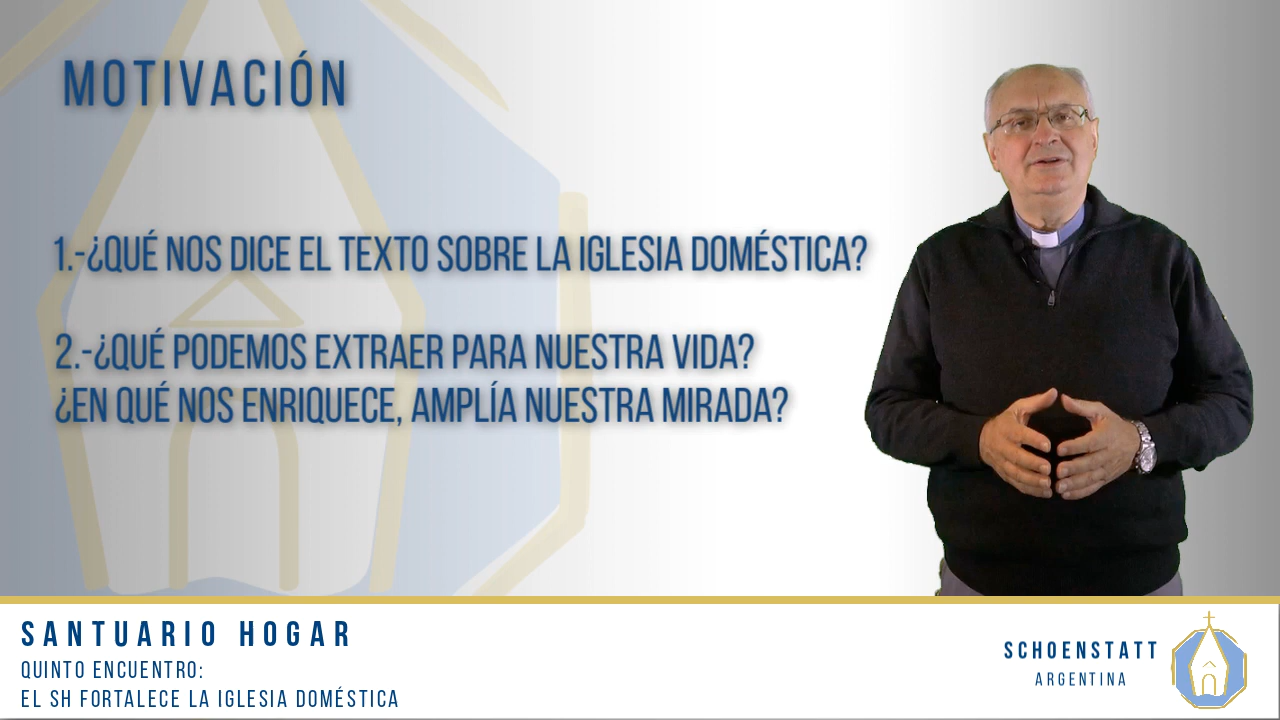 MOTIVACIÓN
1.-¿QUÉ NOS DICE EL TEXTO SOBRE LA IGLESIA DOMÉSTICA?
2.-¿QUÉ PODEMOS EXTRAER PARA NUESTRA VIDA?
¿EN QUÉ NOS ENRIQUECE, AMPLÍA NUESTRA MIRADA?
SANTUARIO HOGAR
QUINTO ENCUENTRO:
EL SH FORTALECE LA IGLESIA DOMÉSTICA
SCHOENSTATT
ARGENTINA